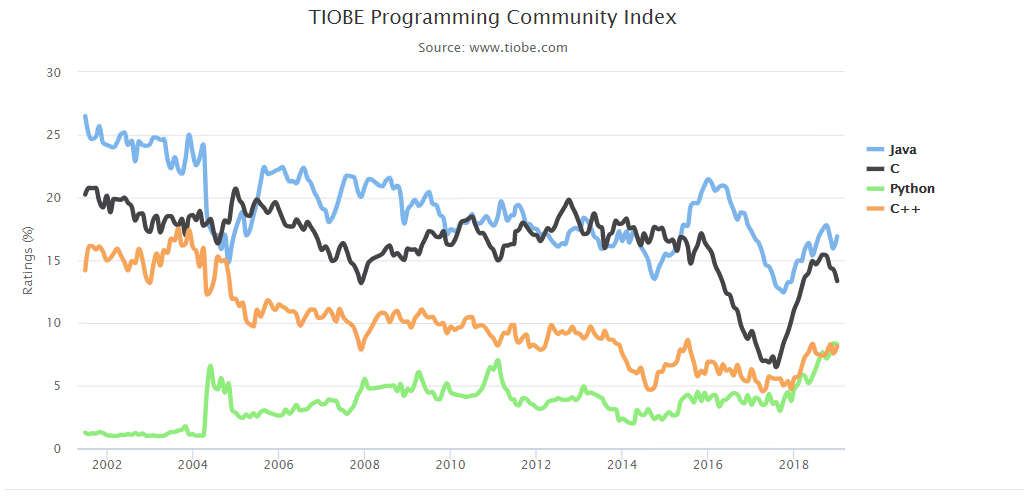 TIOBE Programming Community Index
Source: www.tiobe.com
30
25
20
15
10
5
0
Ratings (%)
2002 2004 2006 2008 2010 2012 2014 2016 2018
Java
C
Python
C++